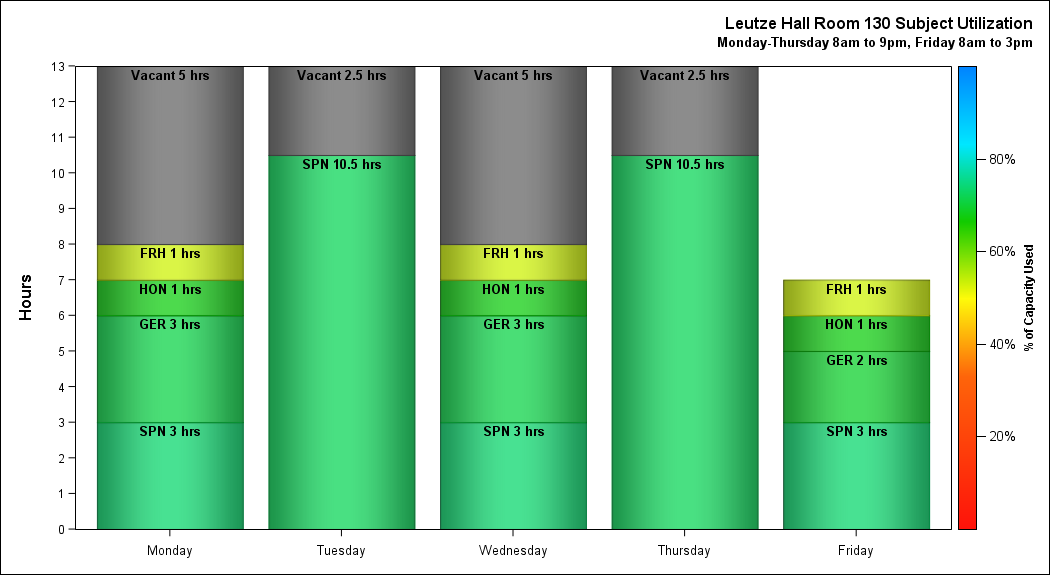 Leutze Hall Room 130 Subject Utilization
Monday-Thursday 8am to 9pm, Friday 8am to 3pm
Hours
13
12
11
10
9
8
7
6
5
4
3
2
1
0
Vacant 5 hrs
FRH 1 hrs
HON 1 hrs
GER 3 hrs
SPN 3 hrs
Vacant 2.5 hrs
SPN 10.5 hrs
Vacant 5 hrs
FRH 1 hrs
HON 1 hrs
GER 3 hrs
SPN 3 hrs
Vacant 2.5 hrs
SPN 10.5 hrs
FRH 1 hrs
HON 1 hrs
GER 2 hrs
SPN 3 hrs
Monday
Tuesday
Wednesday
Thursday
Friday
80%
60%
40%
20%
% of Capacity Used